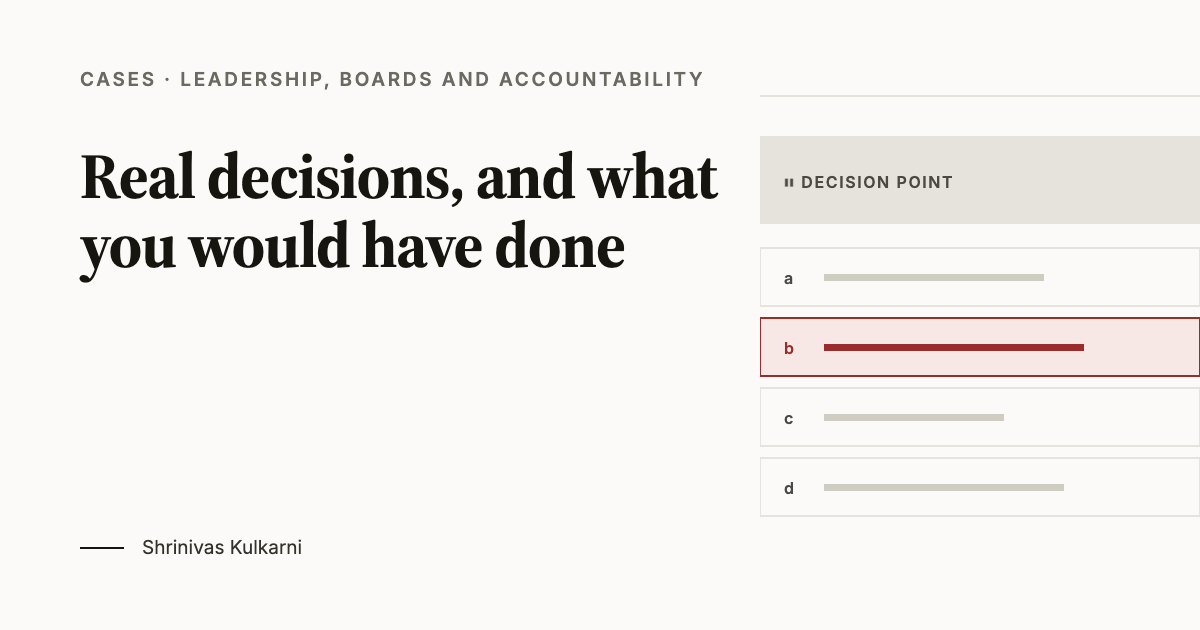 CASES · LEADERSHIP, BOARDS AND ACCOUNTABILITY
Real decisions, and what
you would have done
Shrinivas Kulkarni
DECISION POINT
a
b
c
d